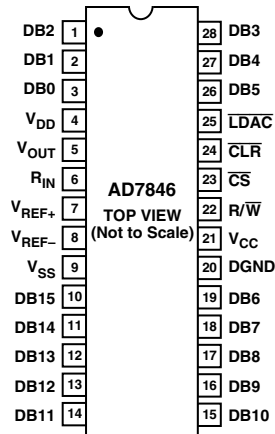 DB2 1 28 DB3
DB1 2 27 DB4
DB0 3 26 DB5
VDD 4 25 LDAC
VOUT 5 24 CLR
RIN 6 23 CS
VREF+ 7 22 R/W
VREF– 8 21 VCC
VSS 9 20 DGND
DB15 10 19 DB6
DB14 11 18 DB7
DB13 12 17 DB8
DB12 13 16 DB9
DB11 14 15 DB10
AD7846
TOP VIEW
(Not to Scale)